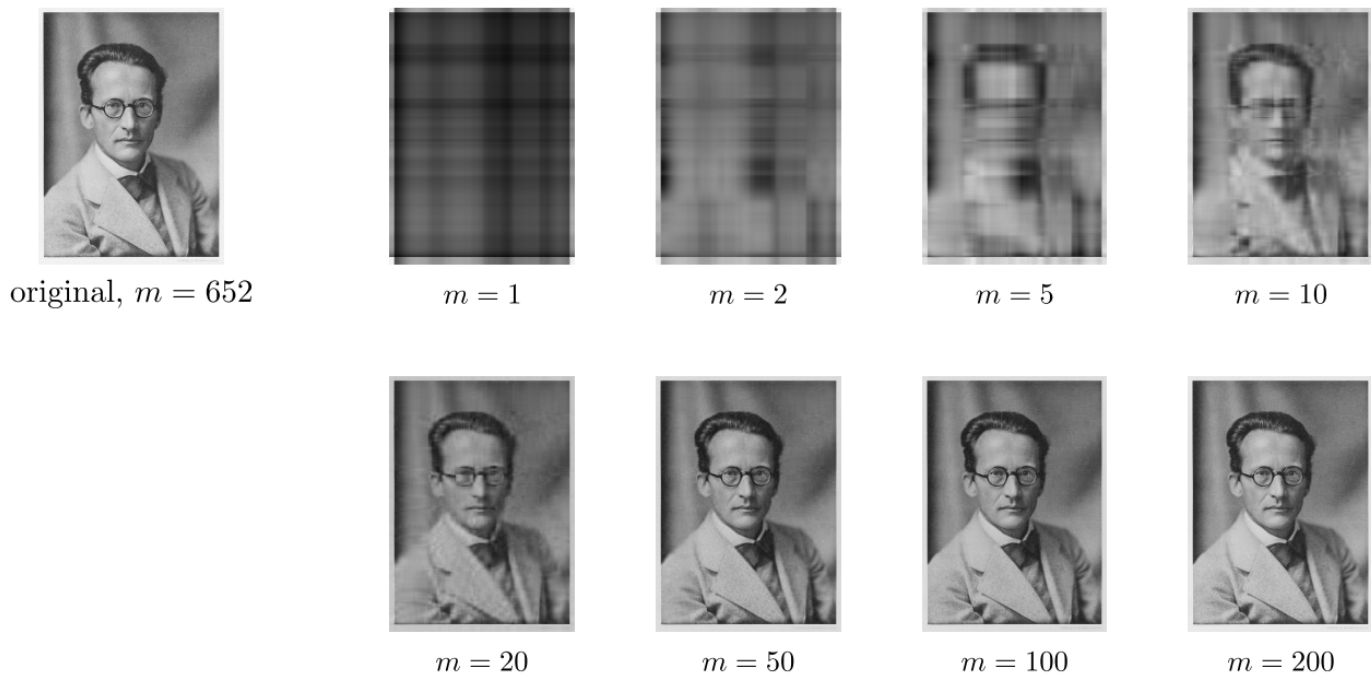 original, m = 652
m = 1
m = 2
m = 5
m = 10
m = 20
m = 50
m = 100
m = 200